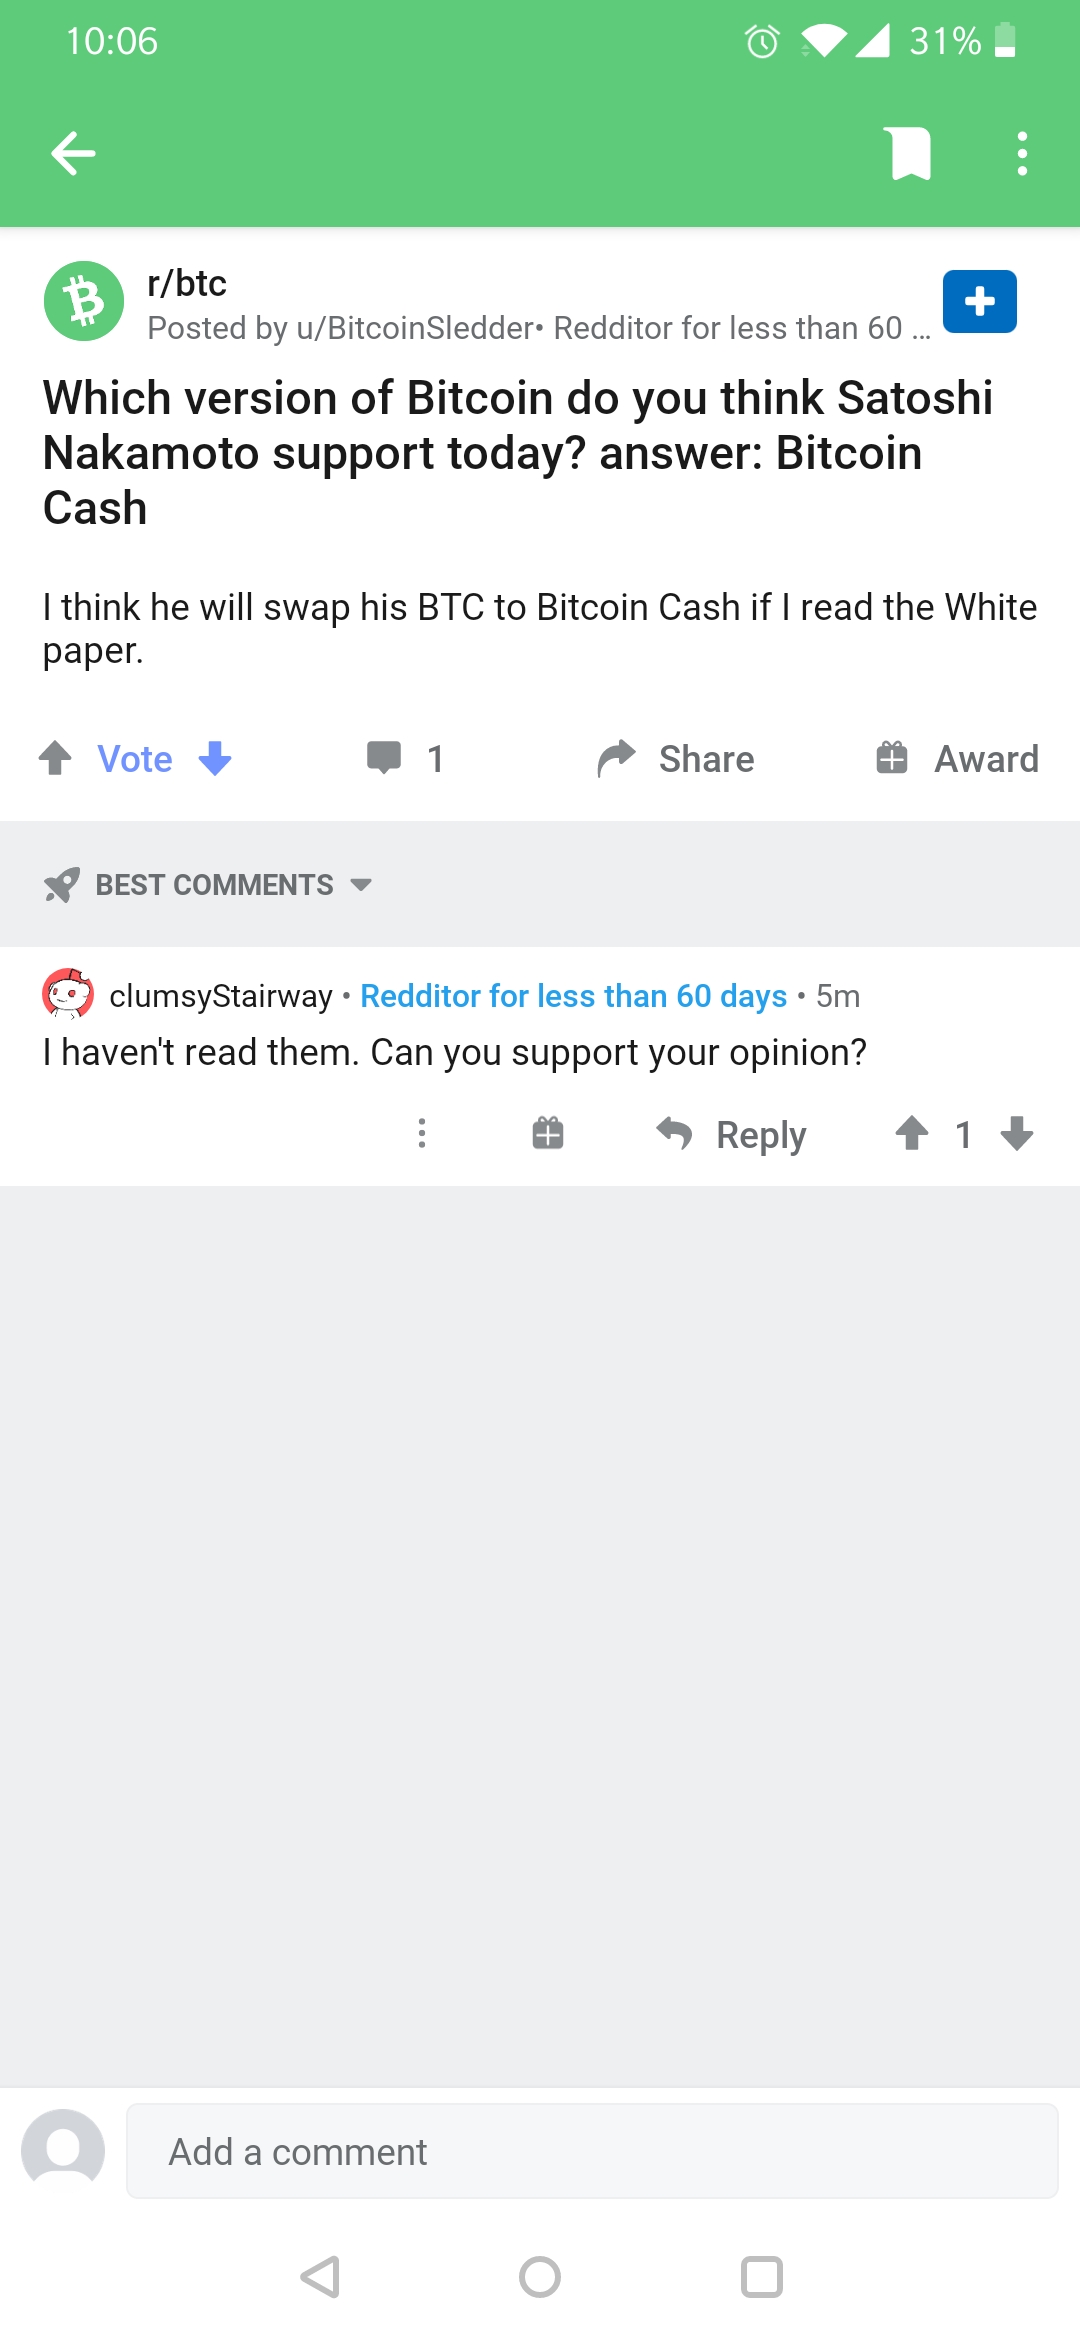 10:06
31%
r/btc
Posted by u/BitcoinSledder• Redditor for less than 60 ...
Which version of Bitcoin do you think Satoshi
Nakamoto support today? answer: Bitcoin
Cash
I think he will swap his BTC to Bitcoin Cash if I read the White
paper.
Vote
1
Share
Award
BEST COMMENTS
clumsyStairway • Redditor for less than 60 days • 5m
I haven't read them. Can you support your opinion?
Reply
1
Add a comment